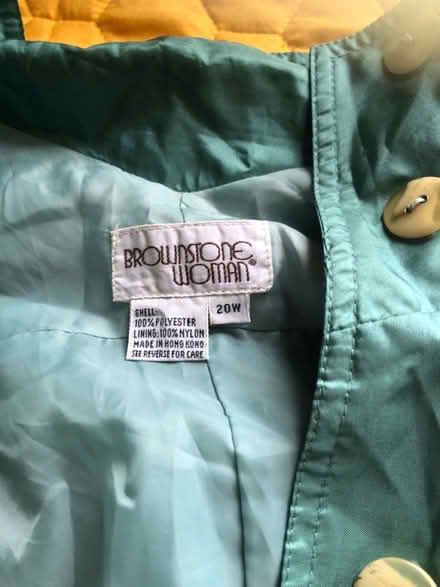 BROWNSTONE
WOMAN®
20W
SHELL:
100% POLYESTER
LINING: 100% NYLON
MADE IN HONG KONG
SEE REVERSE FOR CARE